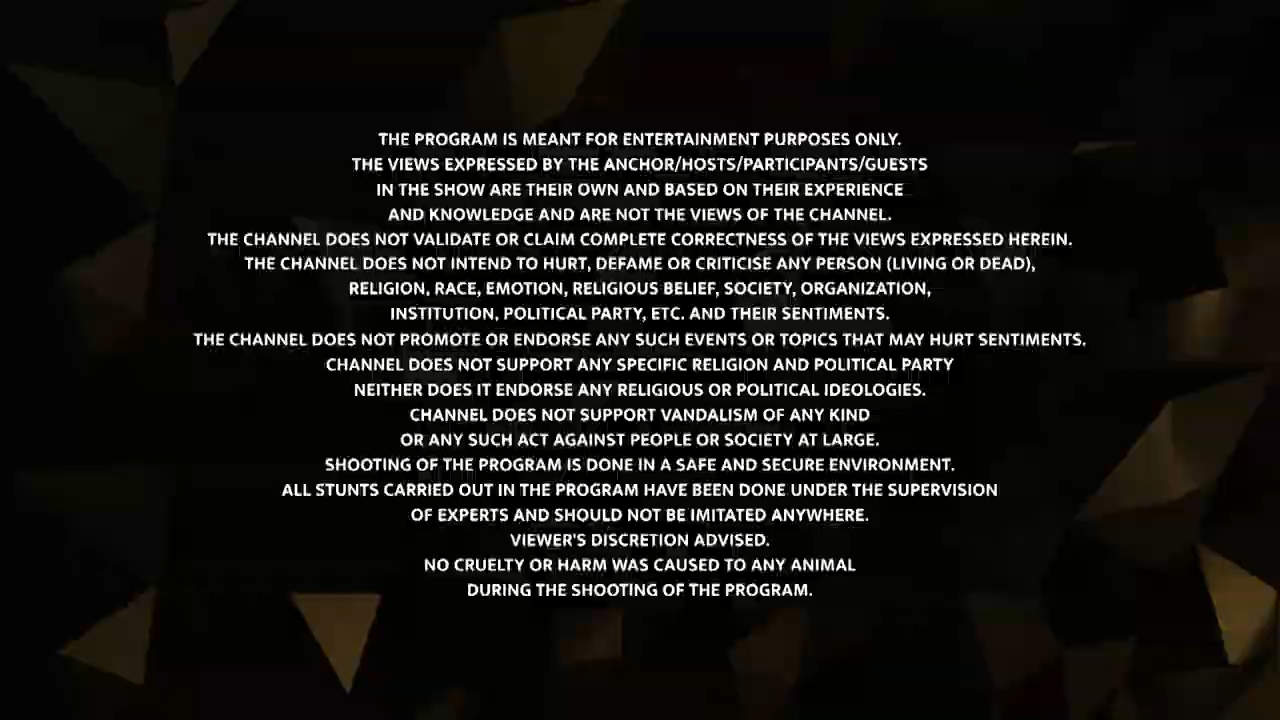 THE PROGRAM IS MEANT FOR ENTERTAINMENT PURPOSES ONLY.
THE VIEWS EXPRESSED BY THE ANCHOR/HOSTS/PARTICIPANTS/GUESTS
IN THE SHOW ARE THEIR OWN AND BASED ON THEIR EXPERIENCE
AND KNOWLEDGE AND ARE NOT THE VIEWS OF THE CHANNEL.
THE CHANNEL DOES NOT VALIDATE OR CLAIM COMPLETE CORRECTNESS OF THE VIEWS EXPRESSED HEREIN.
THE CHANNEL DOES NOT INTEND TO HURT, DEFAME OR CRITICISE ANY PERSON (LIVING OR DEAD),
RELIGION, RACE, EMOTION, RELIGIOUS BELIEF, SOCIETY, ORGANIZATION,
INSTITUTION, POLITICAL PARTY, ETC. AND THEIR SENTIMENTS.
THE CHANNEL DOES NOT PROMOTE OR ENDORSE ANY SUCH EVENTS OR TOPICS THAT MAY HURT SENTIMENTS.
CHANNEL DOES NOT SUPPORT ANY SPECIFIC RELIGION AND POLITICAL PARTY
NEITHER DOES IT ENDORSE ANY RELIGIOUS OR POLITICAL IDEOLOGIES.
CHANNEL DOES NOT SUPPORT VANDALISM OF ANY KIND
OR ANY SUCH ACT AGAINST PEOPLE OR SOCIETY AT LARGE.
SHOOTING OF THE PROGRAM IS DONE IN A SAFE AND SECURE ENVIRONMENT.
ALL STUNTS CARRIED OUT IN THE PROGRAM HAVE BEEN DONE UNDER THE SUPERVISION
OF EXPERTS AND SHOULD NOT BE IMITATED ANYWHERE.
VIEWER'S DISCRETION ADVISED.
NO CRUELTY OR HARM WAS CAUSED TO ANY ANIMAL
DURING THE SHOOTING OF THE PROGRAM.